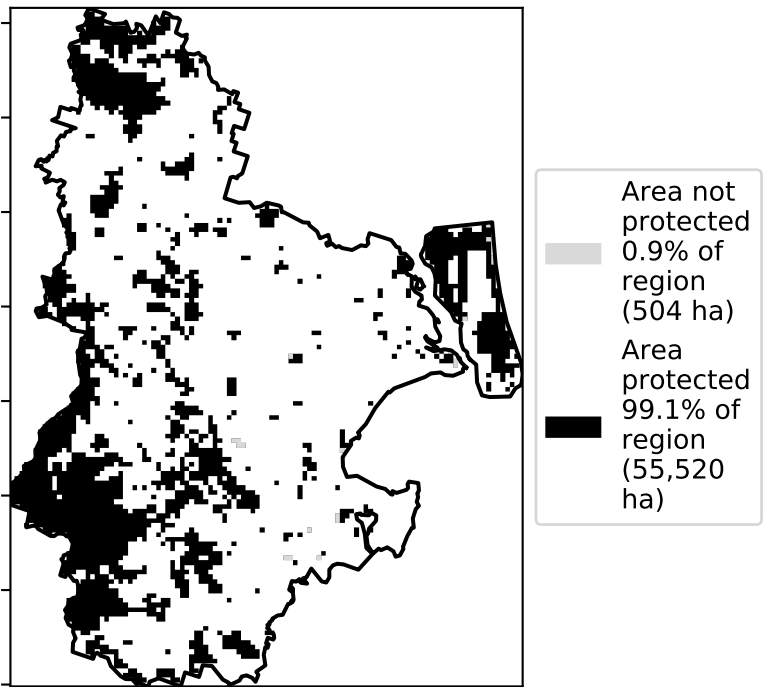 Area not
protected
0.9% of
region
(504 ha)
Area
protected
99.1% of
region
(55,520
ha)